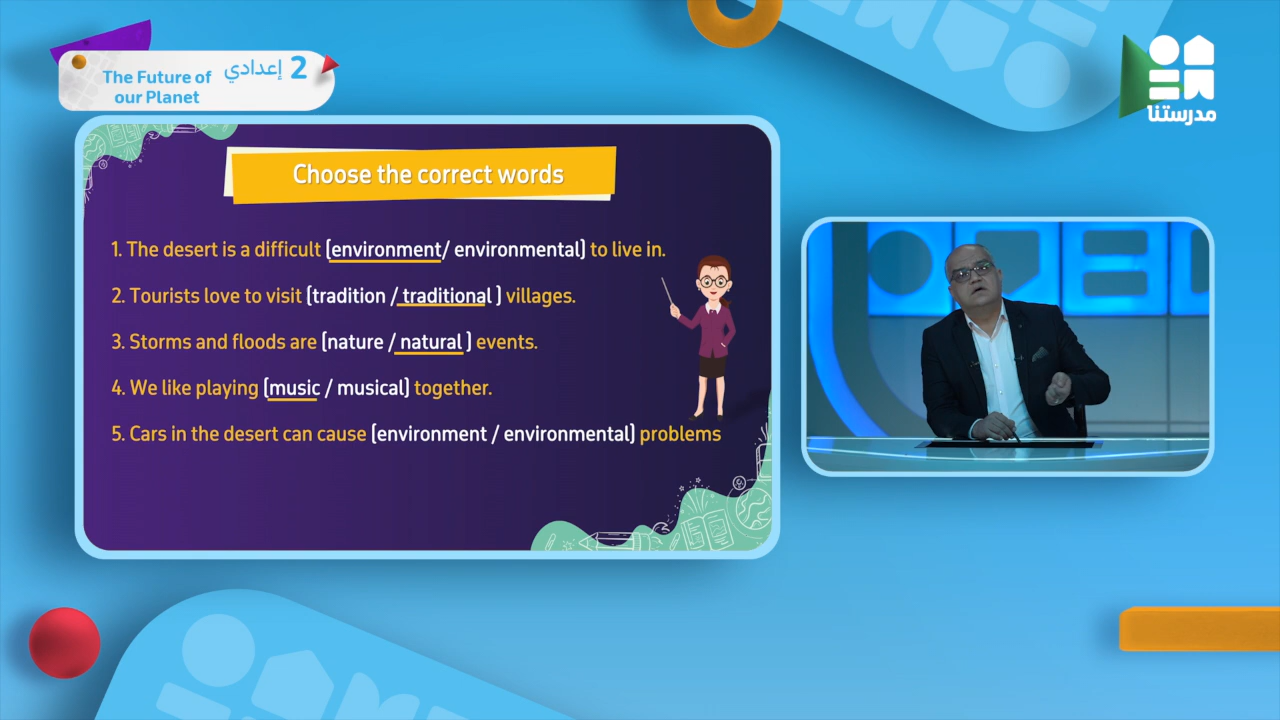 2 إعدادي
The Future of
our Planet
مدرستنا
Choose the correct words
1. The desert is a difficult (environment/ environmental) to live in.
2. Tourists love to visit (tradition / traditional ) villages.
3. Storms and floods are (nature / natural ) events.
4. We like playing (music / musical) together.
5. Cars in the desert can cause (environment / environmental) problems